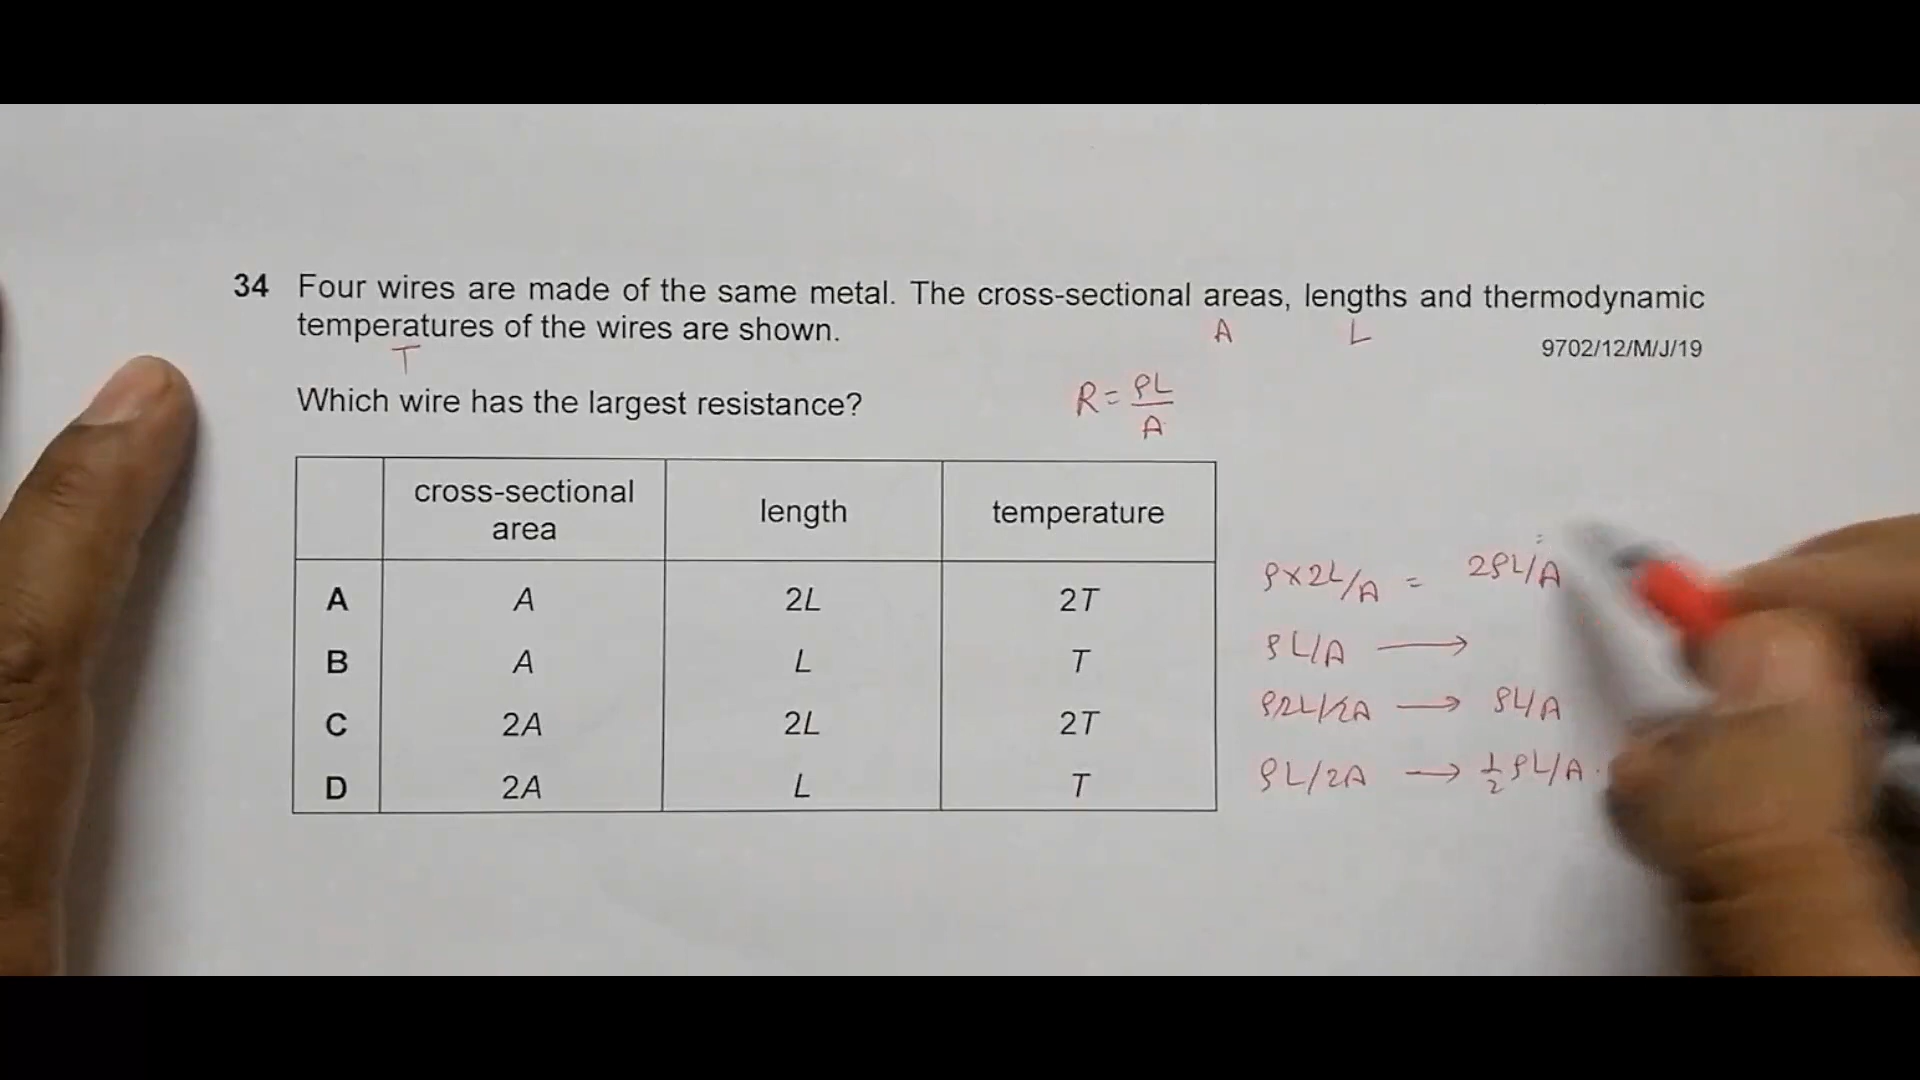 34 Four wires are made of the same metal. The cross-sectional areas, lengths and thermodynamic
temperatures of the wires are shown.
A L
T
9702/12/M/J/19
Which wire has the largest resistance?
R = ρL/A
cross-sectional area length temperature
A A 2L 2T
ρ×2L/A = 2ρL/A
B A L T
ρL/A →
C 2A 2L 2T
ρ2L/2A → ρL/A
D 2A L T
ρL/2A → 1/2 ρL/A